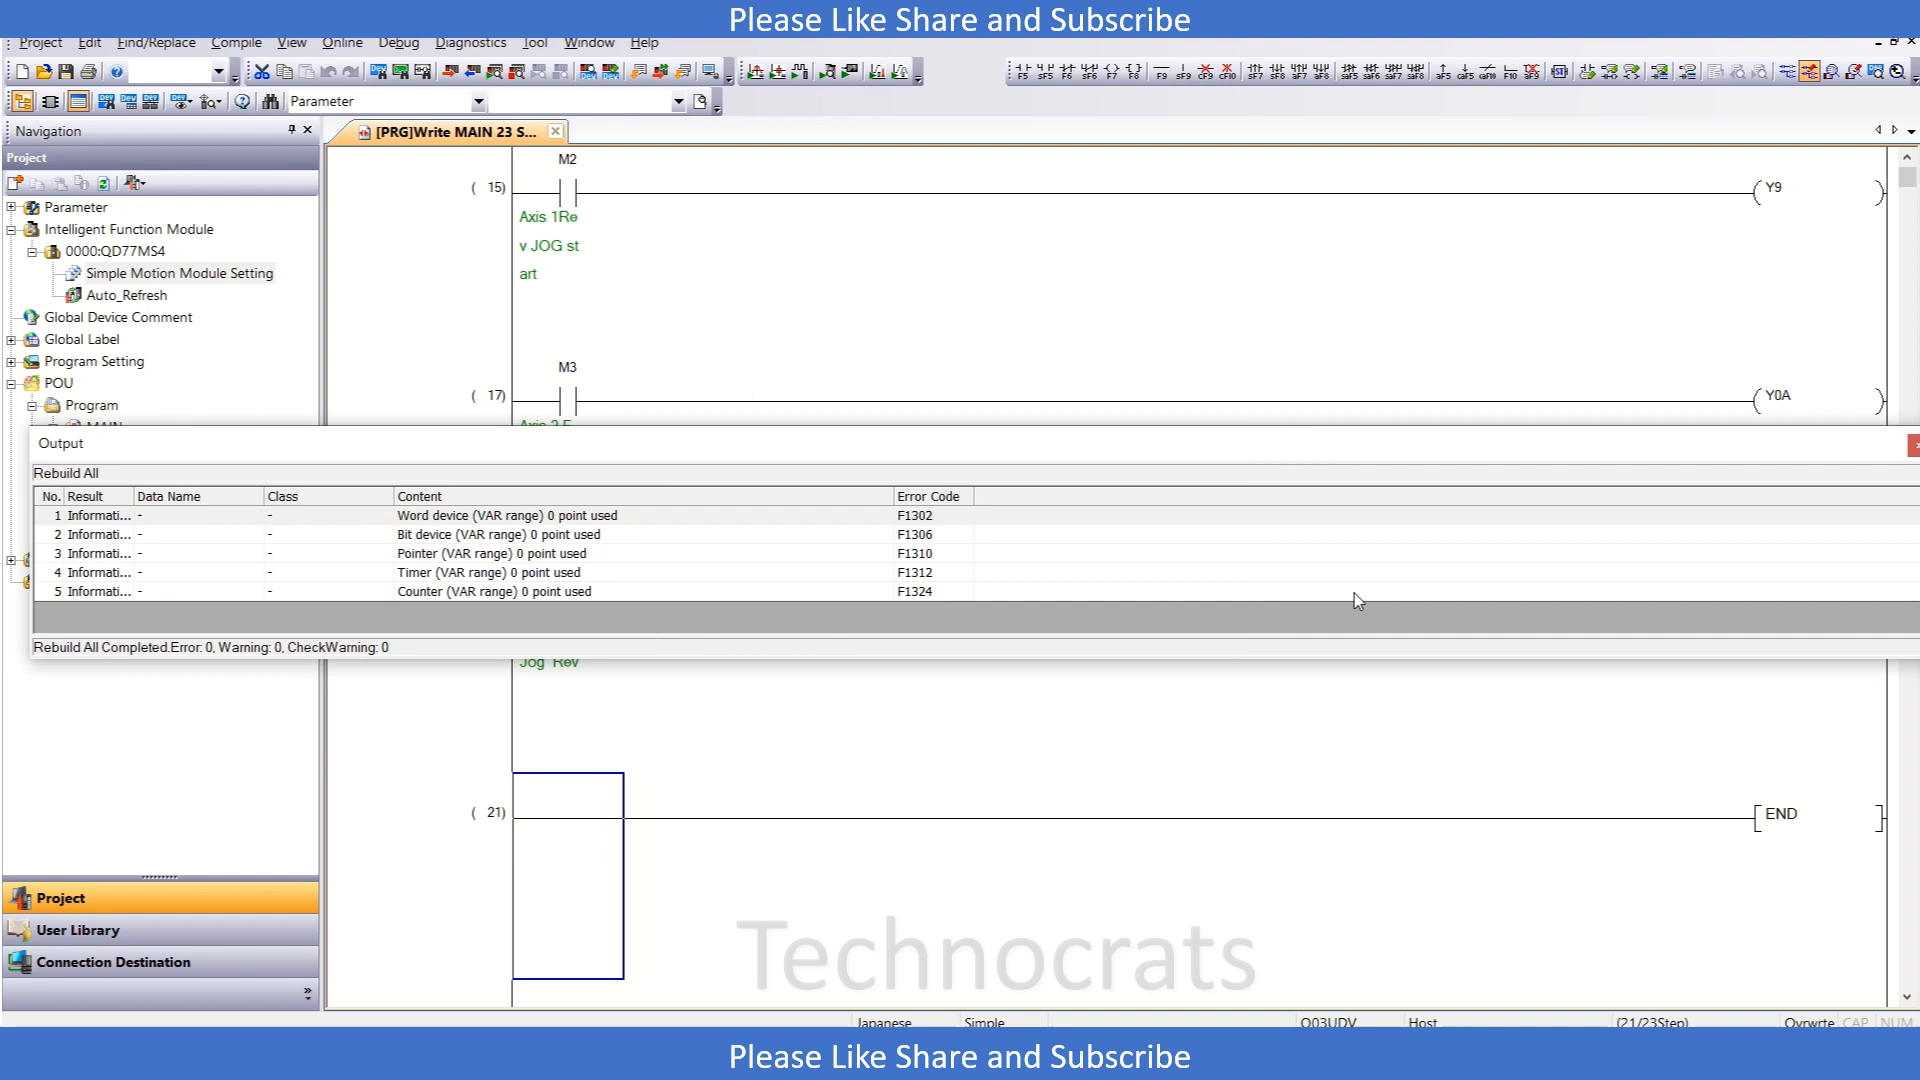 Please Like Share and Subscribe
Project Edit Find/Replace Compile View Online Debug Diagnostics Tool Window Help
Parameter
Navigation
[PRG]Write MAIN 23 S...
Project
Parameter
Intelligent Function Module
0000:QD77MS4
Simple Motion Module Setting
Auto_Refresh
Global Device Comment
Global Label
Program Setting
POU
Program
M2
( 15)
Y9
Axis 1Re
v JOG st
art
M3
( 17)
Y0A
Output
Rebuild All
No. Result Data Name Class Content Error Code
1 Informati... - - Word device (VAR range) 0 point used F1302
2 Informati... - - Bit device (VAR range) 0 point used F1306
3 Informati... - - Pointer (VAR range) 0 point used F1310
4 Informati... - - Timer (VAR range) 0 point used F1312
5 Informati... - - Counter (VAR range) 0 point used F1324
Rebuild All Completed.Error: 0, Warning: 0, CheckWarning: 0
Jog Rev
( 21)
END
Project
User Library
Connection Destination
Technocrats
Japanese Simple Q03UDV Host (21/23Step) Ovrwrte CAP NUM
Please Like Share and Subscribe